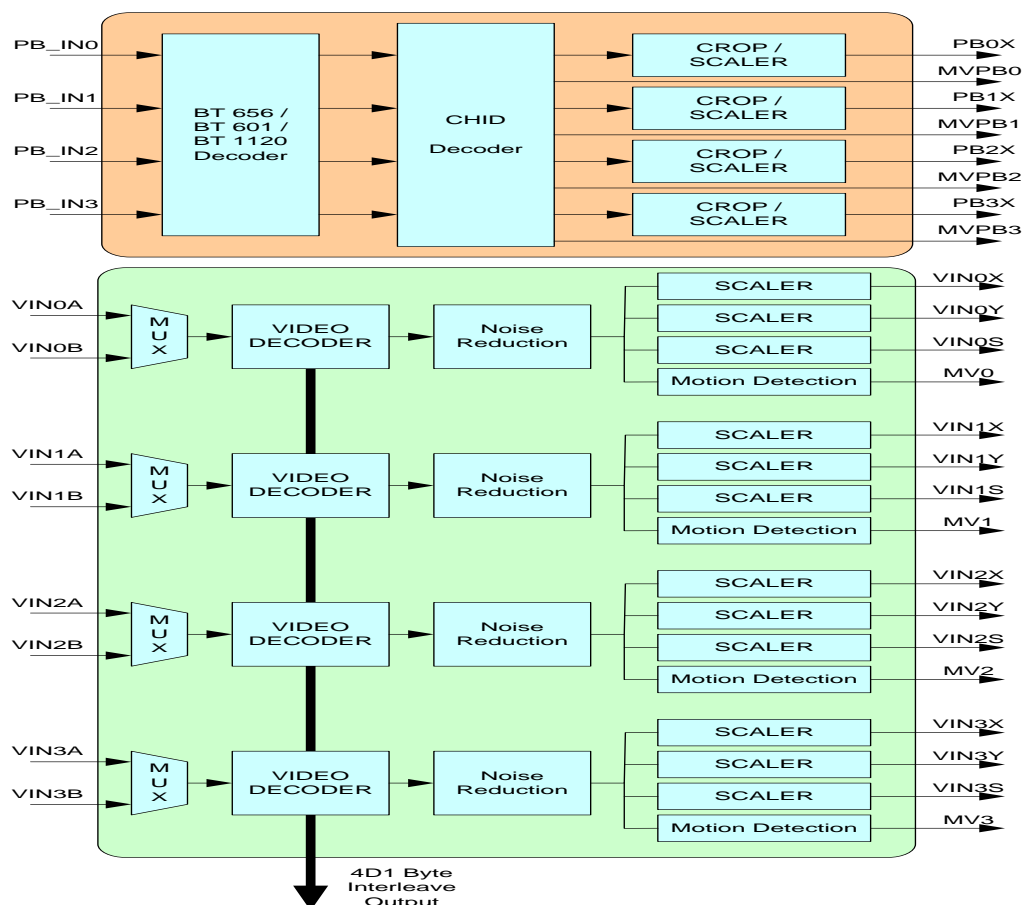 PB_IN0
PB_IN1
PB_IN2
PB_IN3
BT 656 /
BT 601 /
BT 1120
Decoder
CHID
Decoder
CROP /
SCALER
CROP /
SCALER
CROP /
SCALER
CROP /
SCALER
PB0X
MVPB0
PB1X
MVPB1
PB2X
MVPB2
PB3X
MVPB3
VIN0A
VIN0B
MUX
VIDEO
DECODER
Noise
Reduction
SCALER
SCALER
SCALER
Motion Detection
VIN0X
VIN0Y
VIN0S
MV0
VIN1A
VIN1B
MUX
VIDEO
DECODER
Noise
Reduction
SCALER
SCALER
SCALER
Motion Detection
VIN1X
VIN1Y
VIN1S
MV1
VIN2A
VIN2B
MUX
VIDEO
DECODER
Noise
Reduction
SCALER
SCALER
SCALER
Motion Detection
VIN2X
VIN2Y
VIN2S
MV2
VIN3A
VIN3B
MUX
VIDEO
DECODER
Noise
Reduction
SCALER
SCALER
SCALER
Motion Detection
VIN3X
VIN3Y
VIN3S
MV3
4D1 Byte
Interleave
Output